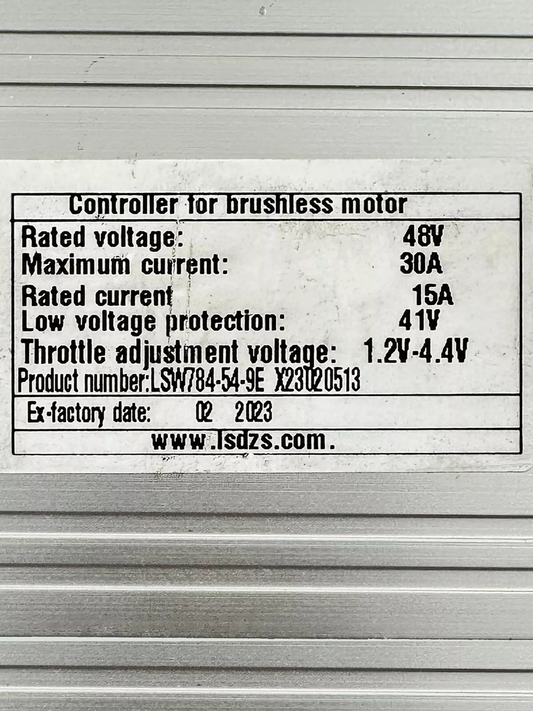 Controller for brushless motor
Rated voltage: 48V
Maximum current: 30A
Rated current 15A
Low voltage protection: 41V
Throttle adjustment voltage: 1.2V-4.4V
Product number:LSW784-54-9E X23020513
Ex-factory date: 02 2023
www.lsdzs.com.